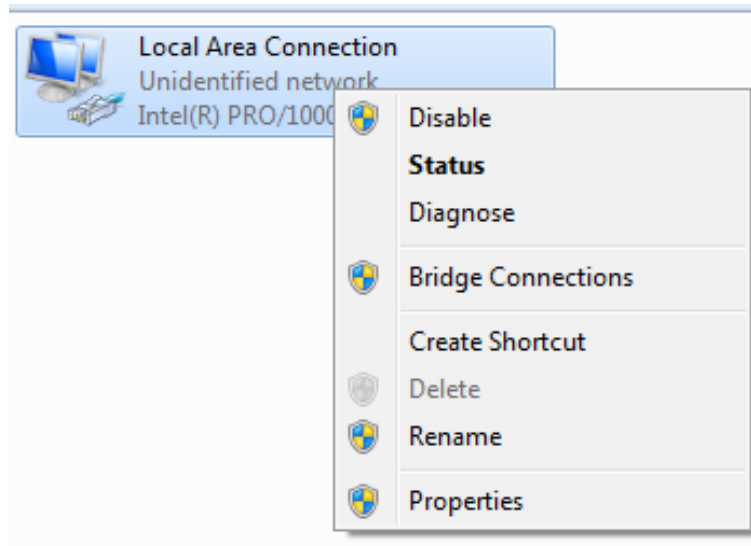 Local Area Connection
Unidentified network
Intel(R) PRO/1000
Disable
Status
Diagnose
Bridge Connections
Create Shortcut
Delete
Rename
Properties